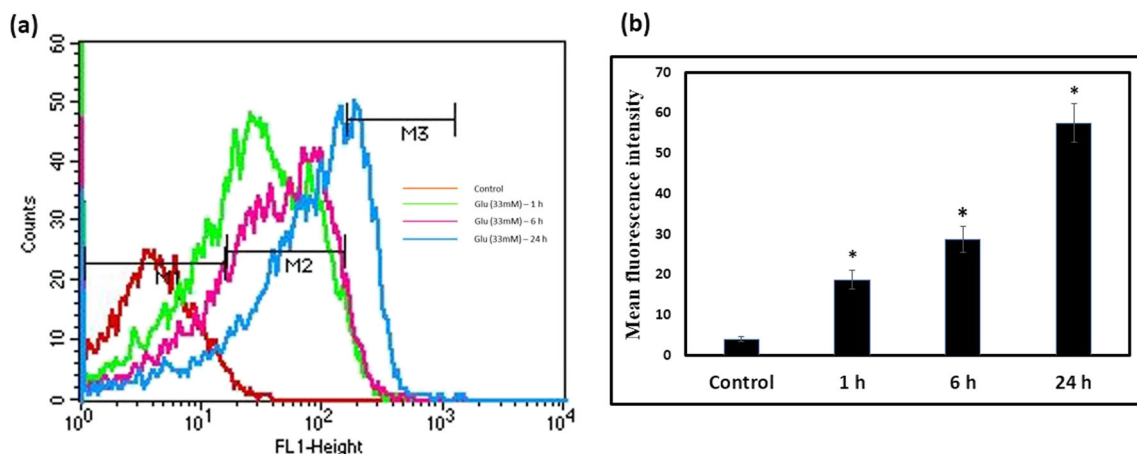 (a)
60
50
40
30
20
10
0
Counts
M1
M2
M3
Control
Glu (33mM) – 1 h
Glu (33mM) – 6 h
Glu (33mM) – 24 h
10^0 10^1 10^2 10^3 10^4
FL1-Height
(b)
70
60
50
40
30
20
10
0
Mean fluorescence intensity
* * *
Control 1 h 6 h 24 h